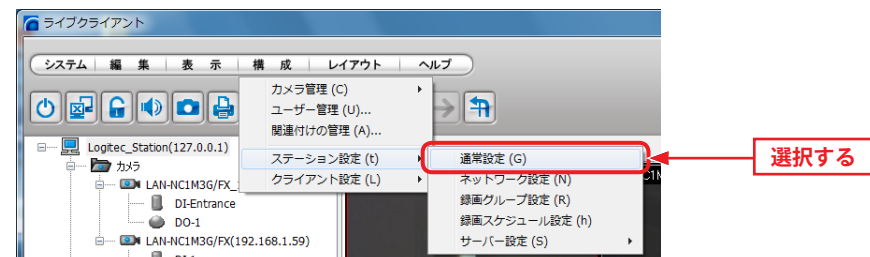 ライブクライアント
システム 編 集 表 示 構 成 レイアウト ヘルプ
カメラ管理 (C)
ユーザー管理 (U)...
関連付けの管理 (A)...
ステーション設定 (t)
クライアント設定 (L)
通常設定 (G)
ネットワーク設定 (N)
録画グループ設定 (R)
録画スケジュール設定 (h)
サーバー設定 (S)
選択する
Logitec_Station(127.0.0.1)
カメラ
LAN-NC1M3G/FX_
DI-Entrance
DO-1
LAN-NC1M3G/FX(192.168.1.59)